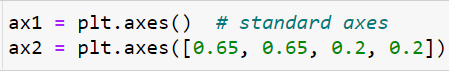 ax1 = plt.axes()  # standard axes
ax2 = plt.axes([0.65, 0.65, 0.2, 0.2])